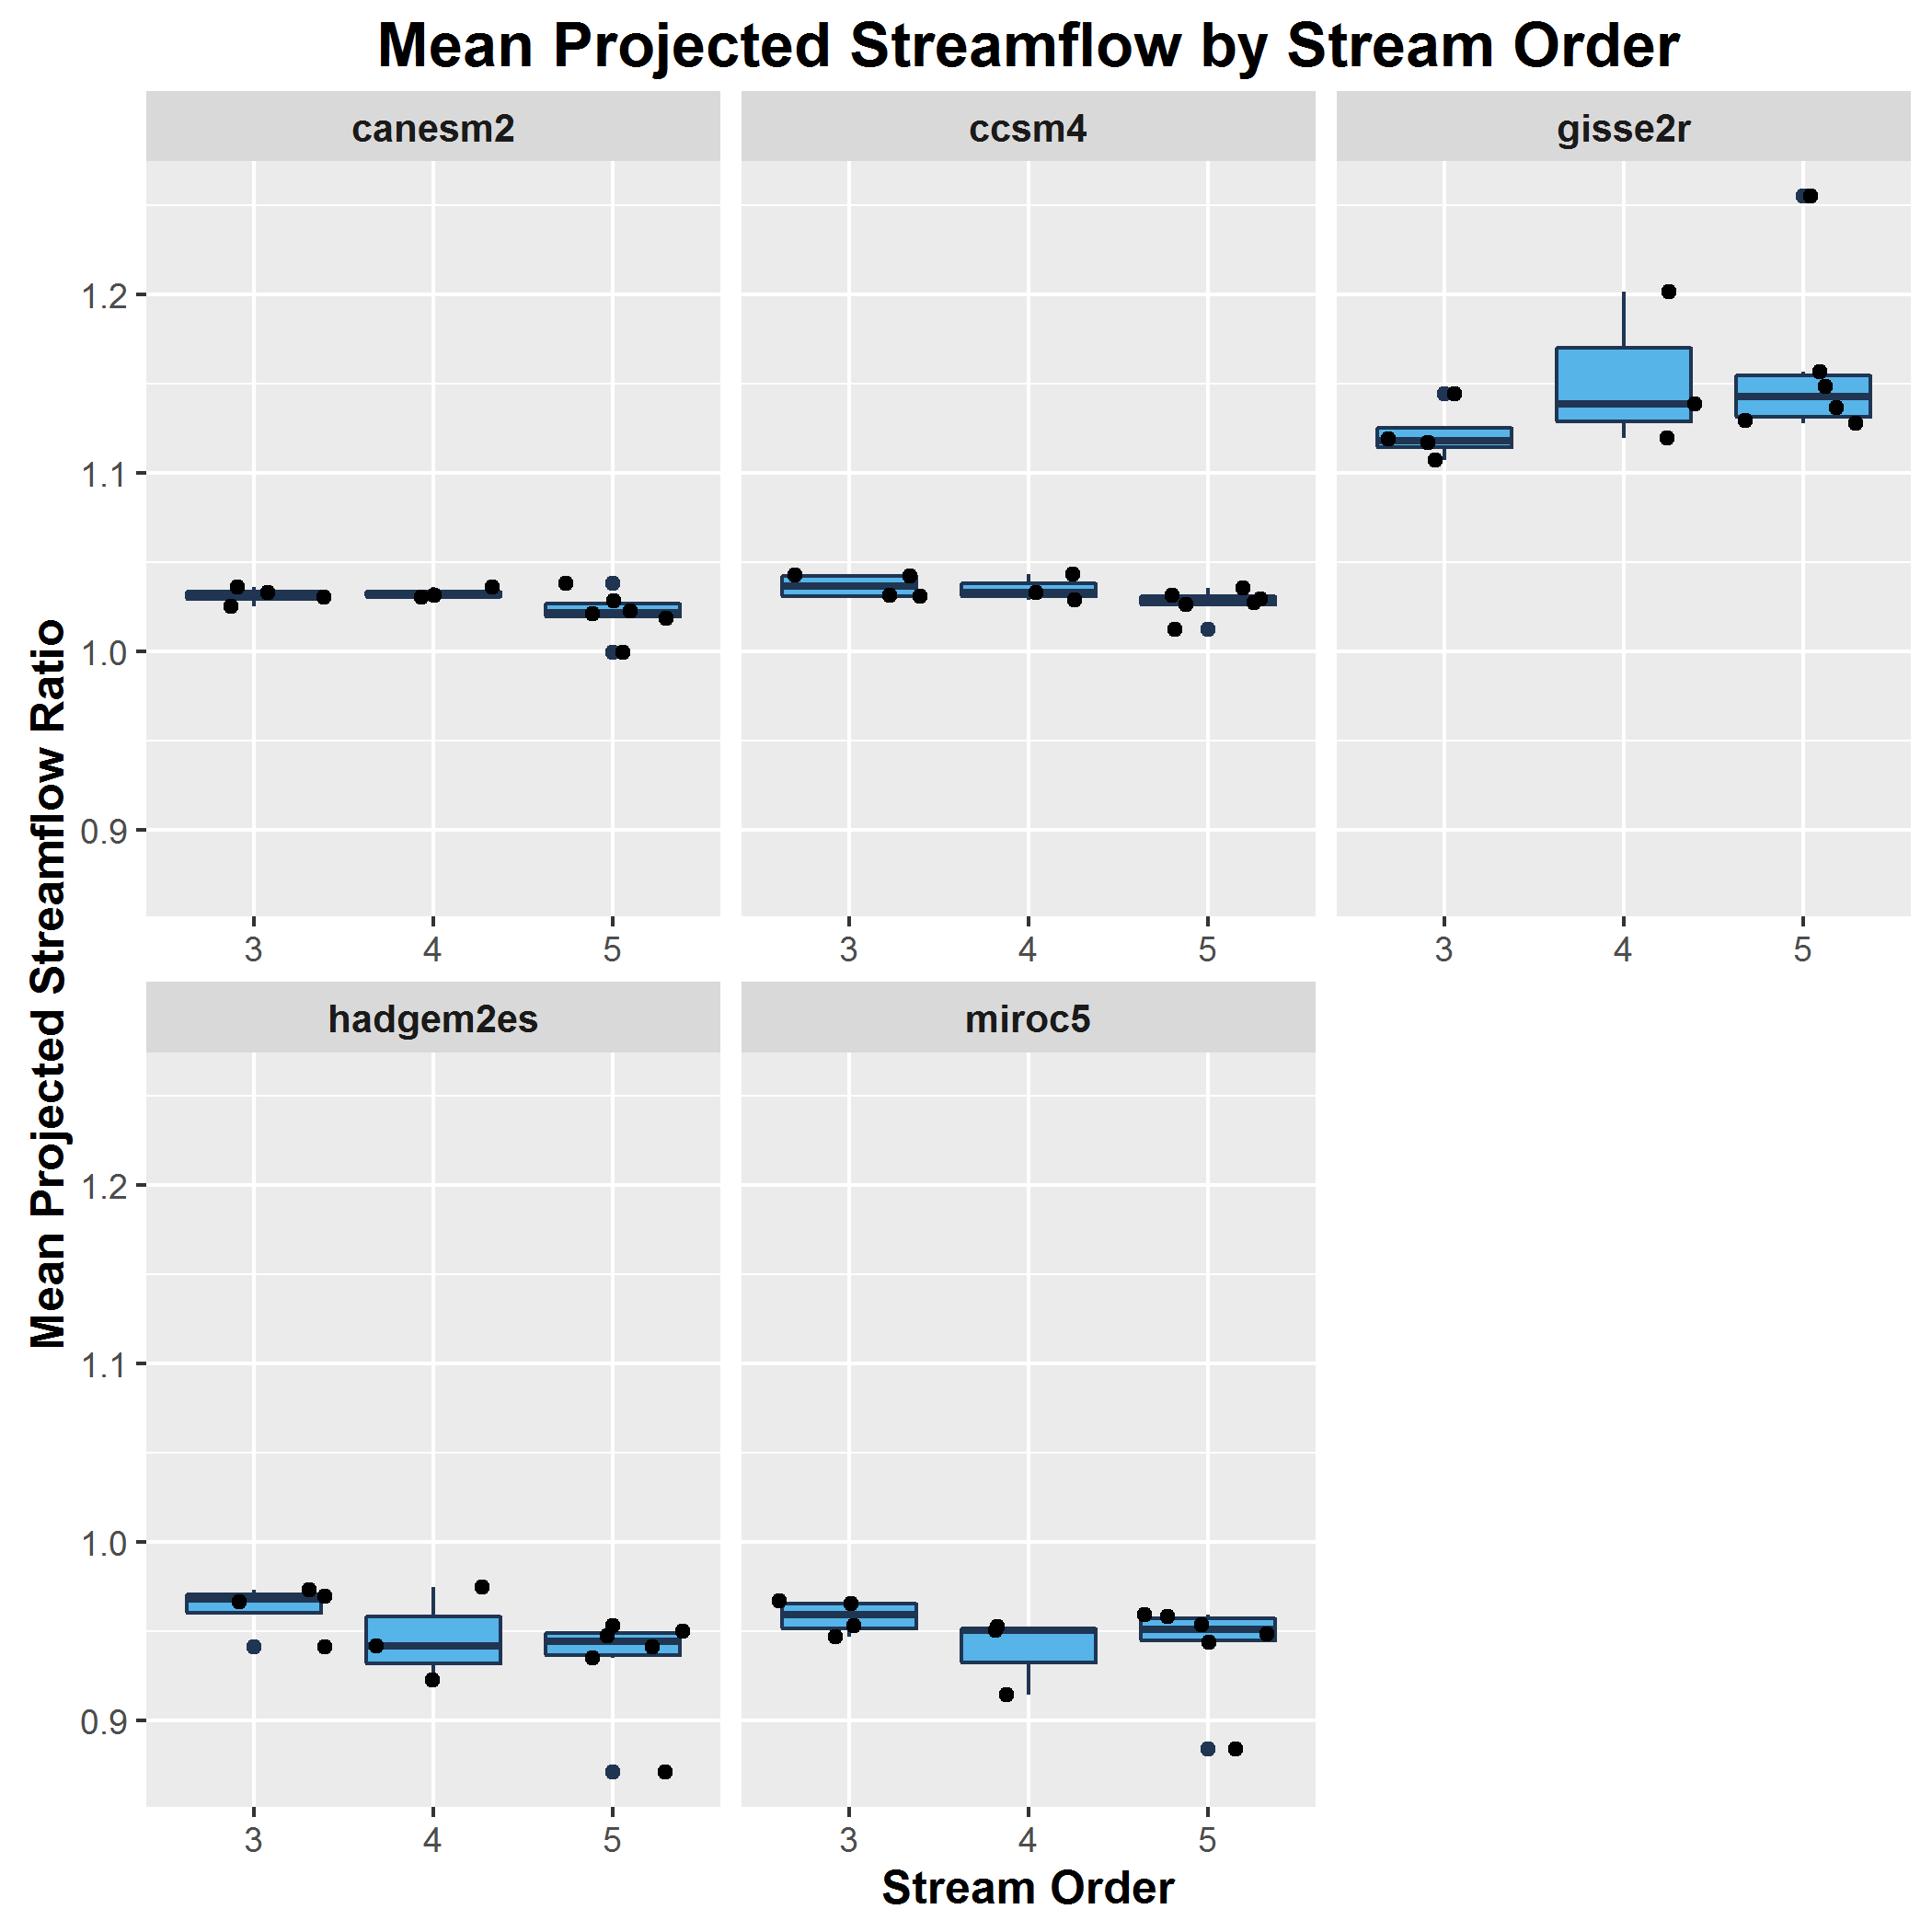 Mean Projected Streamflow by Stream Order
canesm2 ccsm4 gisse2r
1.2
1.1
1.0
0.9
3 4 5 3 4 5 3 4 5
Mean Projected Streamflow Ratio
hadgem2es miroc5
1.2
1.1
1.0
0.9
3 4 5 3 4 5
Stream Order